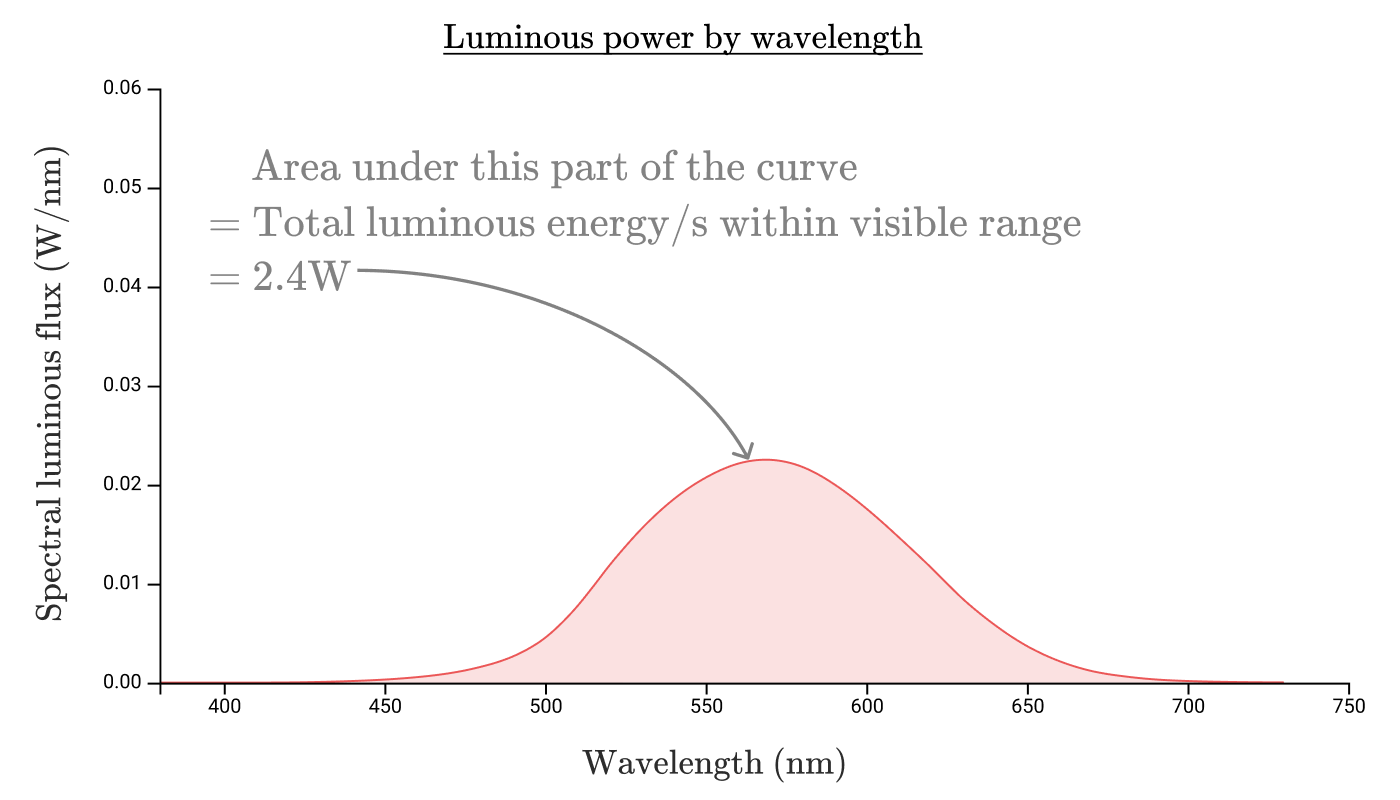 Luminous power by wavelength
0.06
Area under this part of the curve
0.05
= Total luminous energy/s within visible range
= 2.4W
0.04
0.03
0.02
0.01
0.00
Spectral luminous flux (W/nm)
400 450 500 550 600 650 700 750
Wavelength (nm)